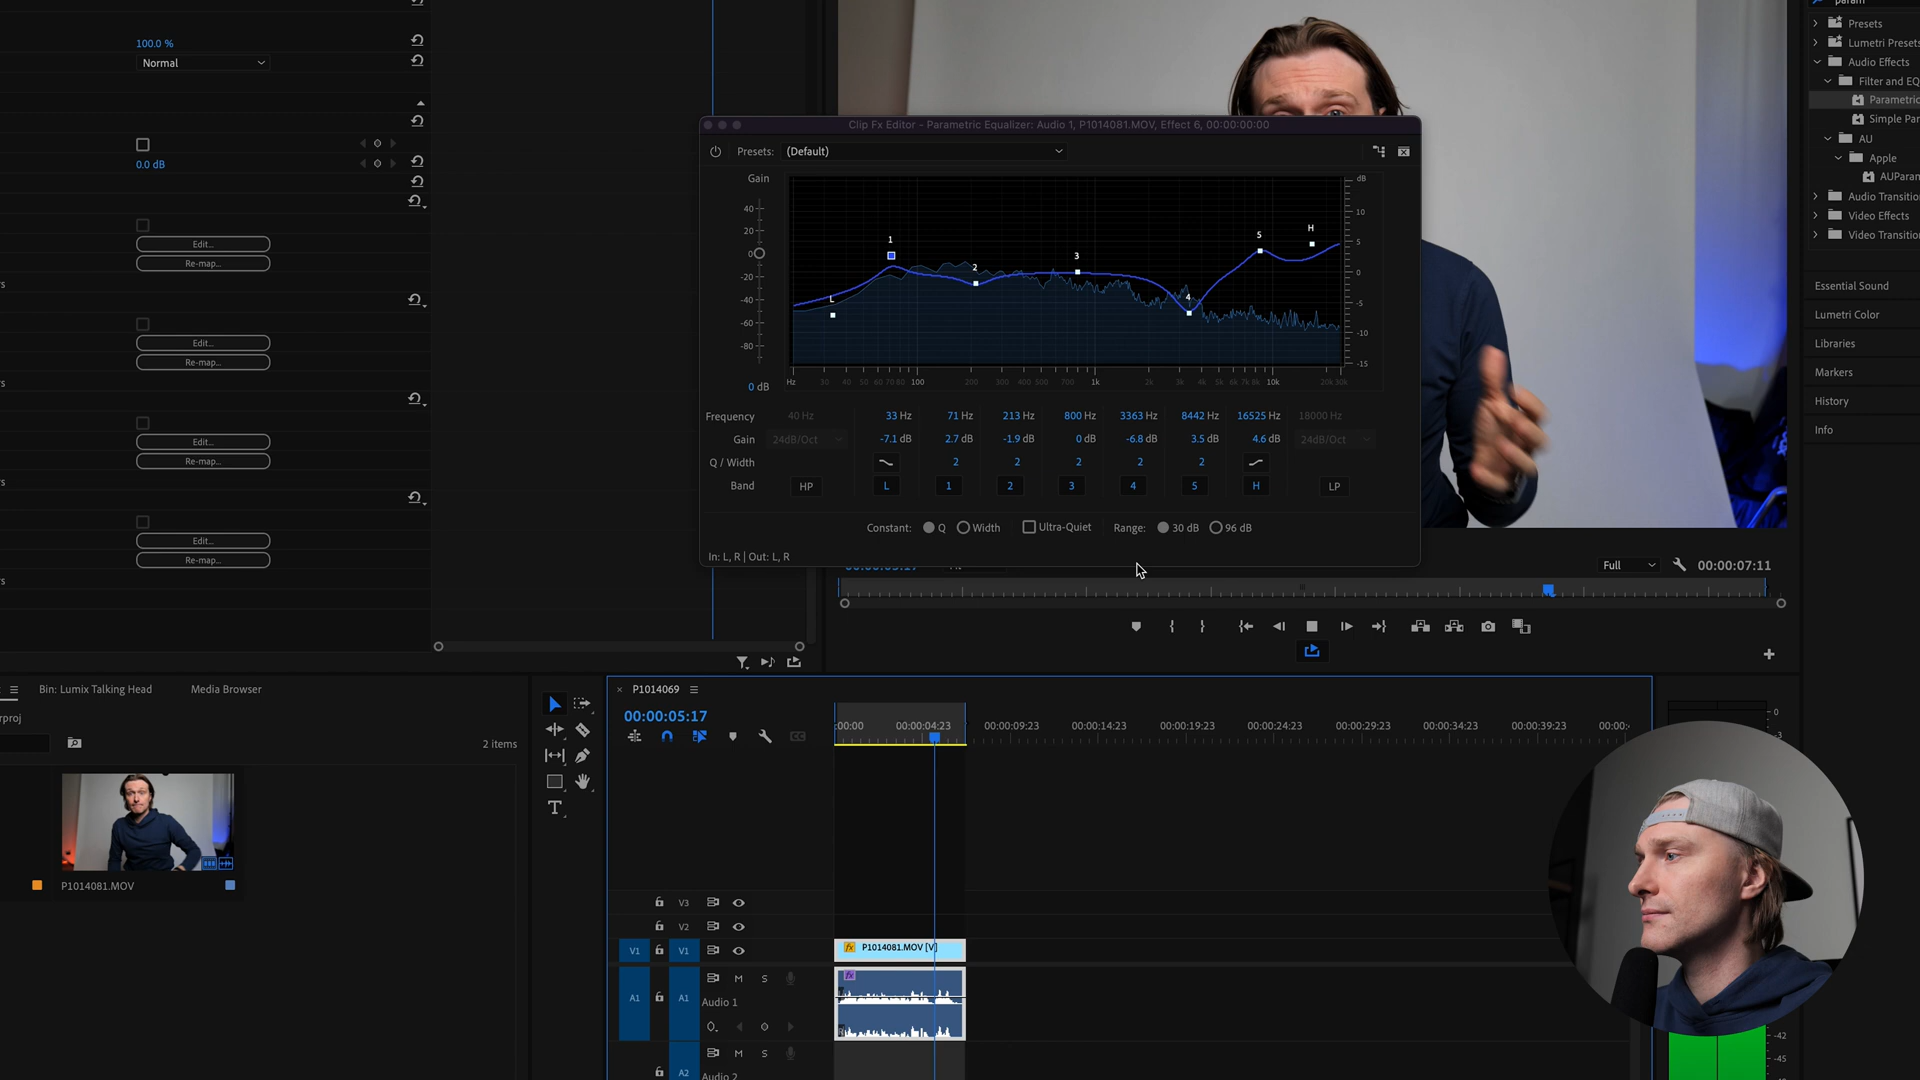 100.0 %
Normal
0.0 dB
Edit...
Re-map...
Edit...
Re-map...
Edit...
Re-map...
Edit...
Re-map...
Clip Fx Editor - Parametric Equalizer: Audio 1, P1014081.MOV, Effect 6, 00:00:00:00
Presets: (Default)
Gain
dB
40
20
0
-20
-40
-60
-80
10
5
0
-5
-10
-15
L 1 2 3 4 5 H
0 dB
Hz 30 40 50 60 70 80 100 200 300 400 500 700 1k 2k 3k 4k 5k 6k 7k 8k 10k 20k 30k
Frequency 40 Hz 33 Hz 71 Hz 213 Hz 800 Hz 3363 Hz 8442 Hz 16525 Hz 18000 Hz
Gain 24dB/Oct -7.1 dB 2.7 dB -1.9 dB 0 dB -6.8 dB 3.5 dB 4.6 dB 24dB/Oct
Q / Width 2 2 2 2 2
Band HP L 1 2 3 4 5 H LP
Constant: Q Width Ultra-Quiet Range: 30 dB 96 dB
In: L, R | Out: L, R
Full 00:00:07:11
Presets
Lumetri Presets
Audio Effects
Filter and EQ
Parametric
Simple Par
AU
Apple
AUParan
Audio Transitio
Video Effects
Video Transition
Essential Sound
Lumetri Color
Libraries
Markers
History
Info
Bin: Lumix Talking Head
Media Browser
rproj
2 items
P1014081.MOV
P1014069
00:00:05:17
:00:00 00:00:04:23 00:00:09:23 00:00:14:23 00:00:19:23 00:00:24:23 00:00:29:23 00:00:34:23 00:00:39:23 00:00:
V3
V2
V1 V1
fx P1014081.MOV [V]
A1 A1 M S
Audio 1
fx
A2 M S
Audio 2
0
-3
-42
-45
T